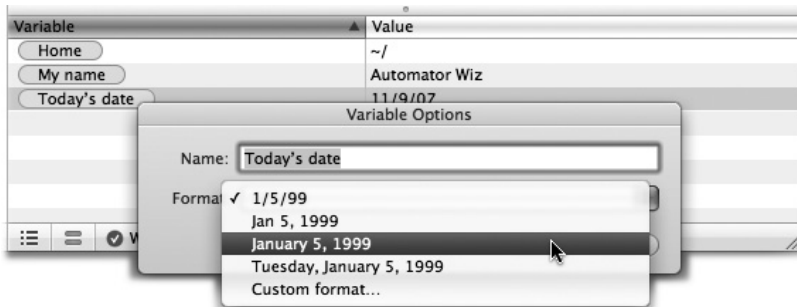 Variable Value
Home ~/
My name Automator Wiz
Today's date 11/9/07
Variable Options
Name: Today's date
Format ✓ 1/5/99
Jan 5, 1999
January 5, 1999
Tuesday, January 5, 1999
Custom format...